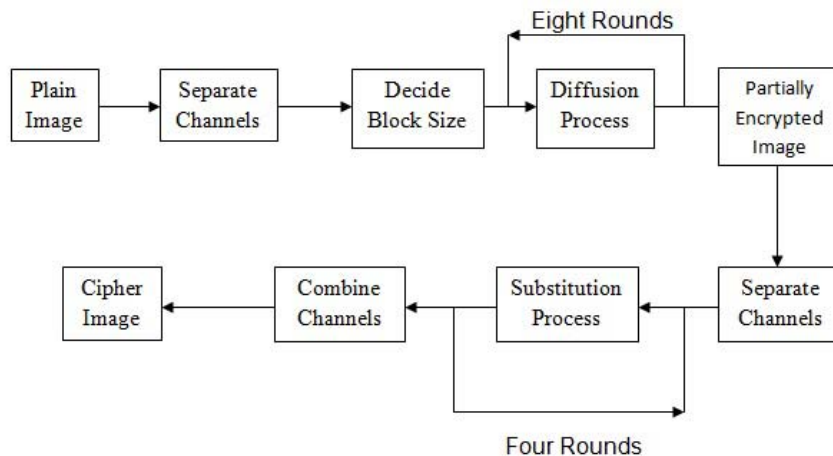 Eight Rounds
Plain
Image
Separate
Channels
Decide
Block Size
Diffusion
Process
Partially
Encrypted
Image
Cipher
Image
Combine
Channels
Substitution
Process
Separate
Channels
Four Rounds